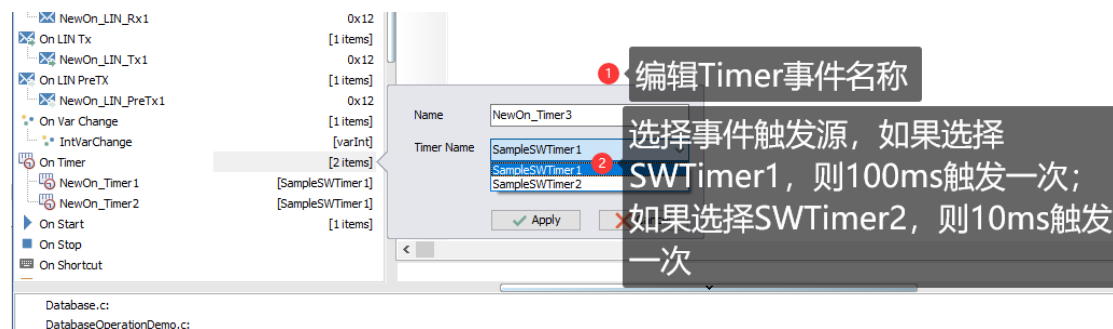 NewOn_LIN_Rx1 0x12
On LIN Tx [1 items]
NewOn_LIN_Tx1 0x12
On LIN PreTX [1 items]
NewOn_LIN_PreTx1 0x12
On Var Change [1 items]
IntVarChange [varInt]
On Timer [2 items]
NewOn_Timer1 [SampleSWTimer1]
NewOn_Timer2 [SampleSWTimer1]
On Start [1 items]
On Stop
On Shortcut
Name NewOn_Timer3
Timer Name SampleSWTimer1
SampleSWTimer1
SampleSWTimer2
Apply
1 编辑Timer事件名称
2 选择事件触发源，如果选择
SWTimer1，则100ms触发一次；
如果选择SWTimer2，则10ms触发
一次
Database.c:
DatabaseOperationDemo.c: